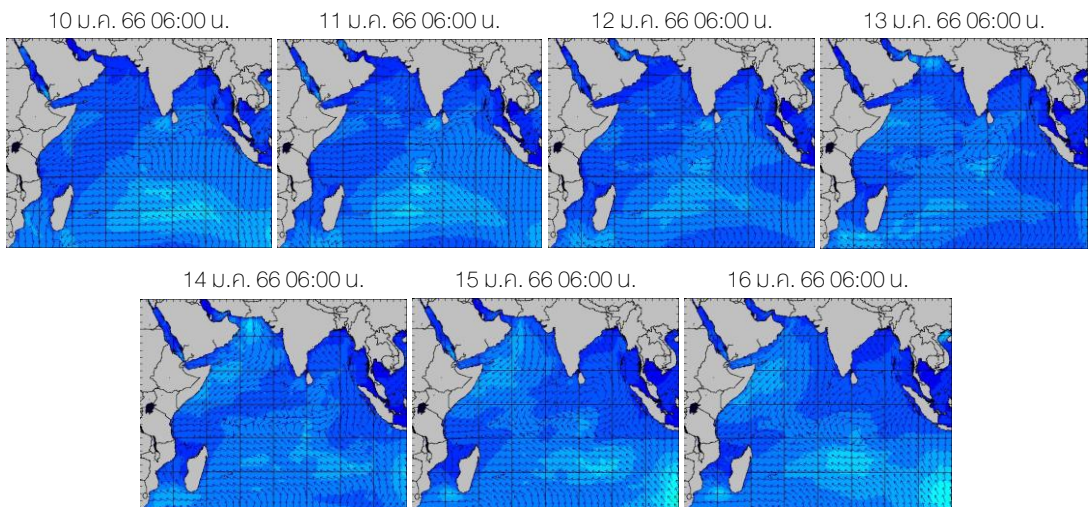 10 ม.ค. 66 06:00 น.
11 ม.ค. 66 06:00 น.
12 ม.ค. 66 06:00 น.
13 ม.ค. 66 06:00 น.
14 ม.ค. 66 06:00 น.
15 ม.ค. 66 06:00 น.
16 ม.ค. 66 06:00 น.